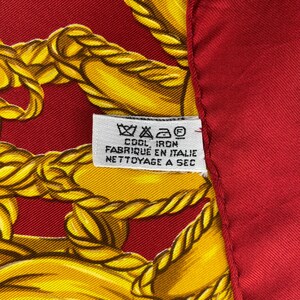 COOL IRON
FABRIQUÉ EN ITALIE
NETTOYAGE A SEC